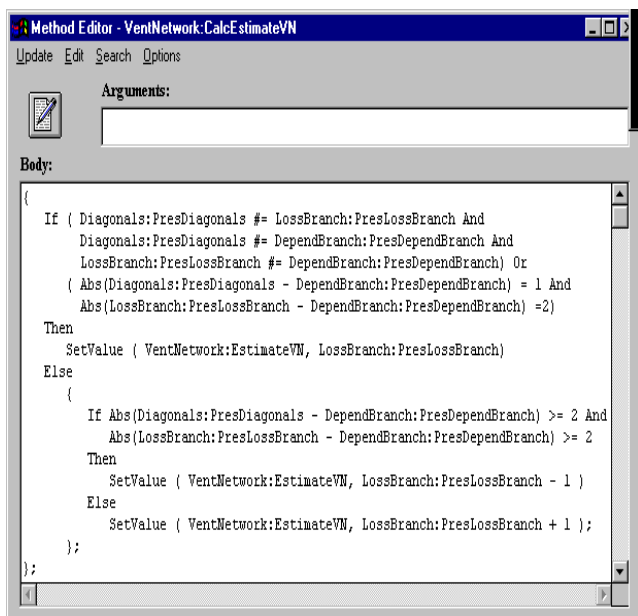 Method Editor - VentNetwork:CalcEstimateVN
Update Edit Search Options
Arguments:
Body:
{
If ( Diagonals:PresDiagonals #= LossBranch:PresLossBranch And
Diagonals:PresDiagonals #= DependBranch:PresDependBranch And
LossBranch:PresLossBranch #= DependBranch:PresDependBranch) Or
( Abs(Diagonals:PresDiagonals - DependBranch:PresDependBranch) = 1 And
Abs(LossBranch:PresLossBranch - DependBranch:PresDependBranch) =2)
Then
SetValue ( VentNetwork:EstimateVN, LossBranch:PresLossBranch)
Else
{
If Abs(Diagonals:PresDiagonals - DependBranch:PresDependBranch) >= 2 And
Abs(LossBranch:PresLossBranch - DependBranch:PresDependBranch) >= 2
Then
SetValue ( VentNetwork:EstimateVN, LossBranch:PresLossBranch - 1 )
Else
SetValue ( VentNetwork:EstimateVN, LossBranch:PresLossBranch + 1 );
};
};